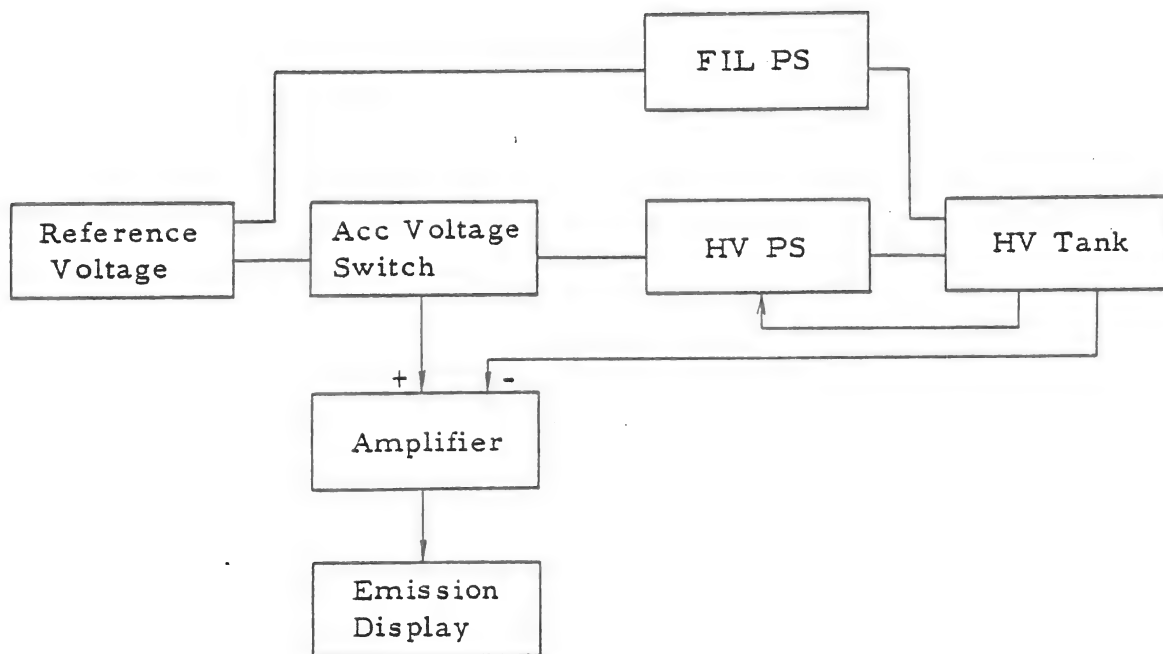 FIL PS
Reference
Voltage
Acc Voltage
Switch
HV PS
HV Tank
+ -
Amplifier
Emission
Display